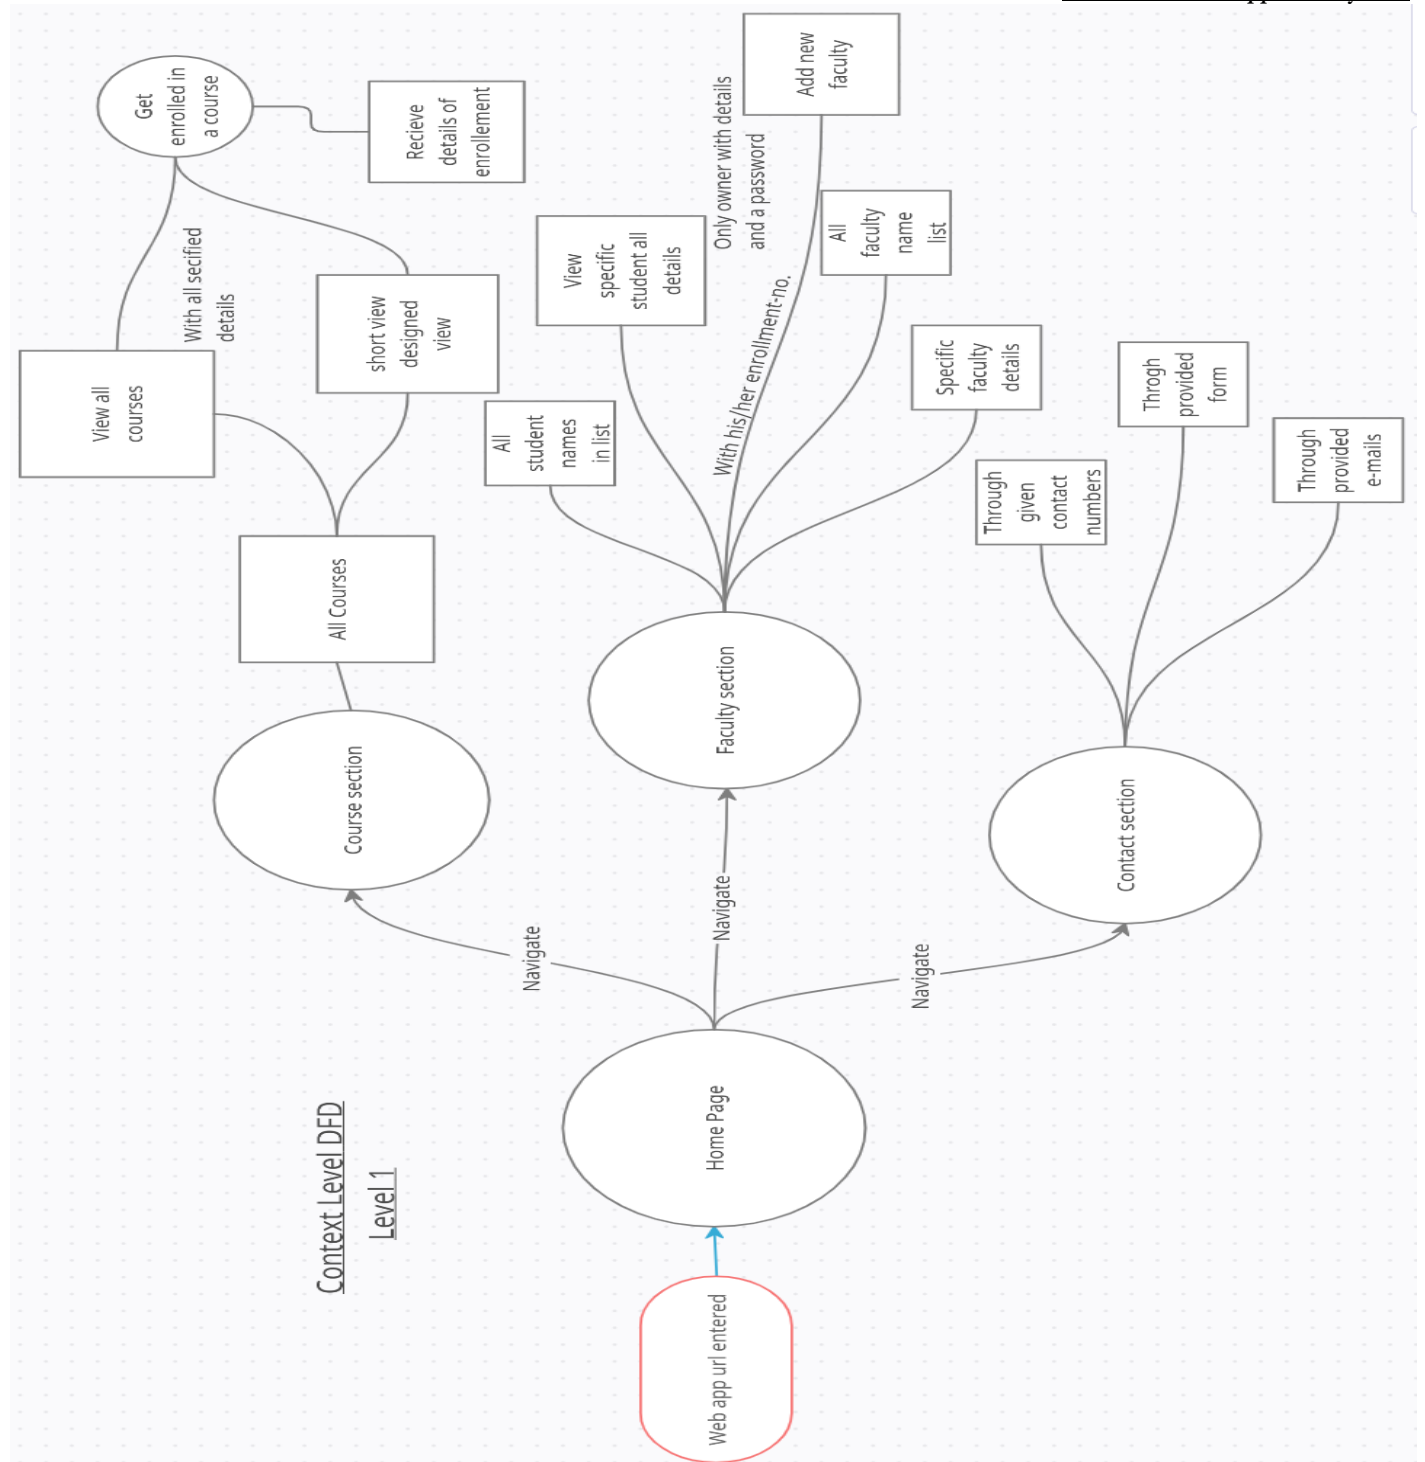 Context Level DFD
Level 1
Web app url entered
Home Page
Navigate
Navigate
Navigate
Course section
All Courses
View all
courses
With all secified
details
short view
designed
view
Get
enrolled in
a course
Recieve
details of
enrollement
Faculty section
All
student
names
in list
View
specific
student all
details
With his/her enrollment-no.
Only owner with details
and a password
Add new
faculty
All
faculty
name
list
Specific
faculty
details
Contact section
Through
given
contact
numbers
Throgh
provided
form
Through
provided
e-mails